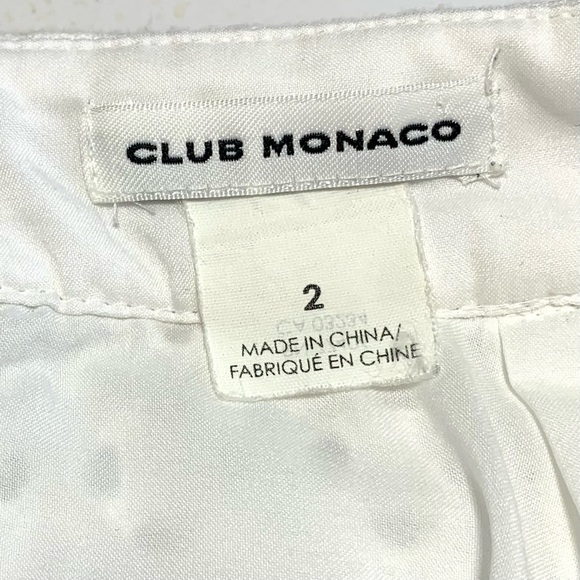 CLUB MONACO
2
MADE IN CHINA/
FABRIQUÉ EN CHINE